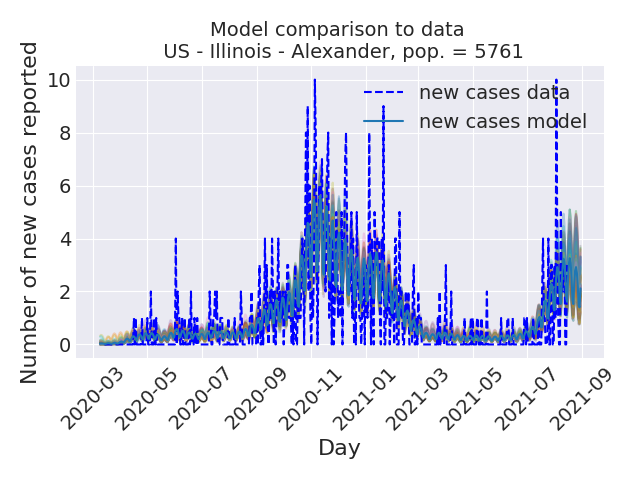 Model comparison to data
US - Illinois - Alexander, pop. = 5761
Number of new cases reported
10
8
6
4
2
0
new cases data
new cases model
2020-03
2020-05
2020-07
2020-09
2020-11
2021-01
2021-03
2021-05
2021-07
2021-09
Day